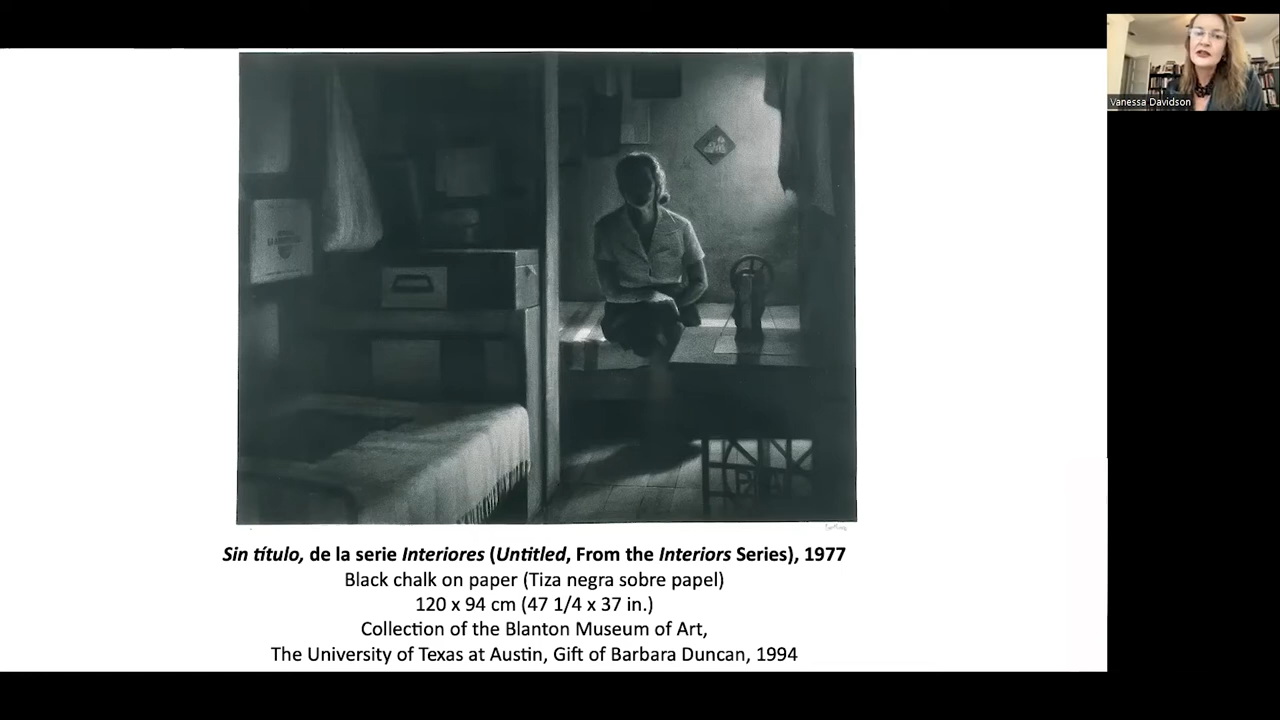 Vanessa Davidson
Sin título, de la serie Interiores (Untitled, From the Interiors Series), 1977
Black chalk on paper (Tiza negra sobre papel)
120 x 94 cm (47 1/4 x 37 in.)
Collection of the Blanton Museum of Art,
The University of Texas at Austin, Gift of Barbara Duncan, 1994